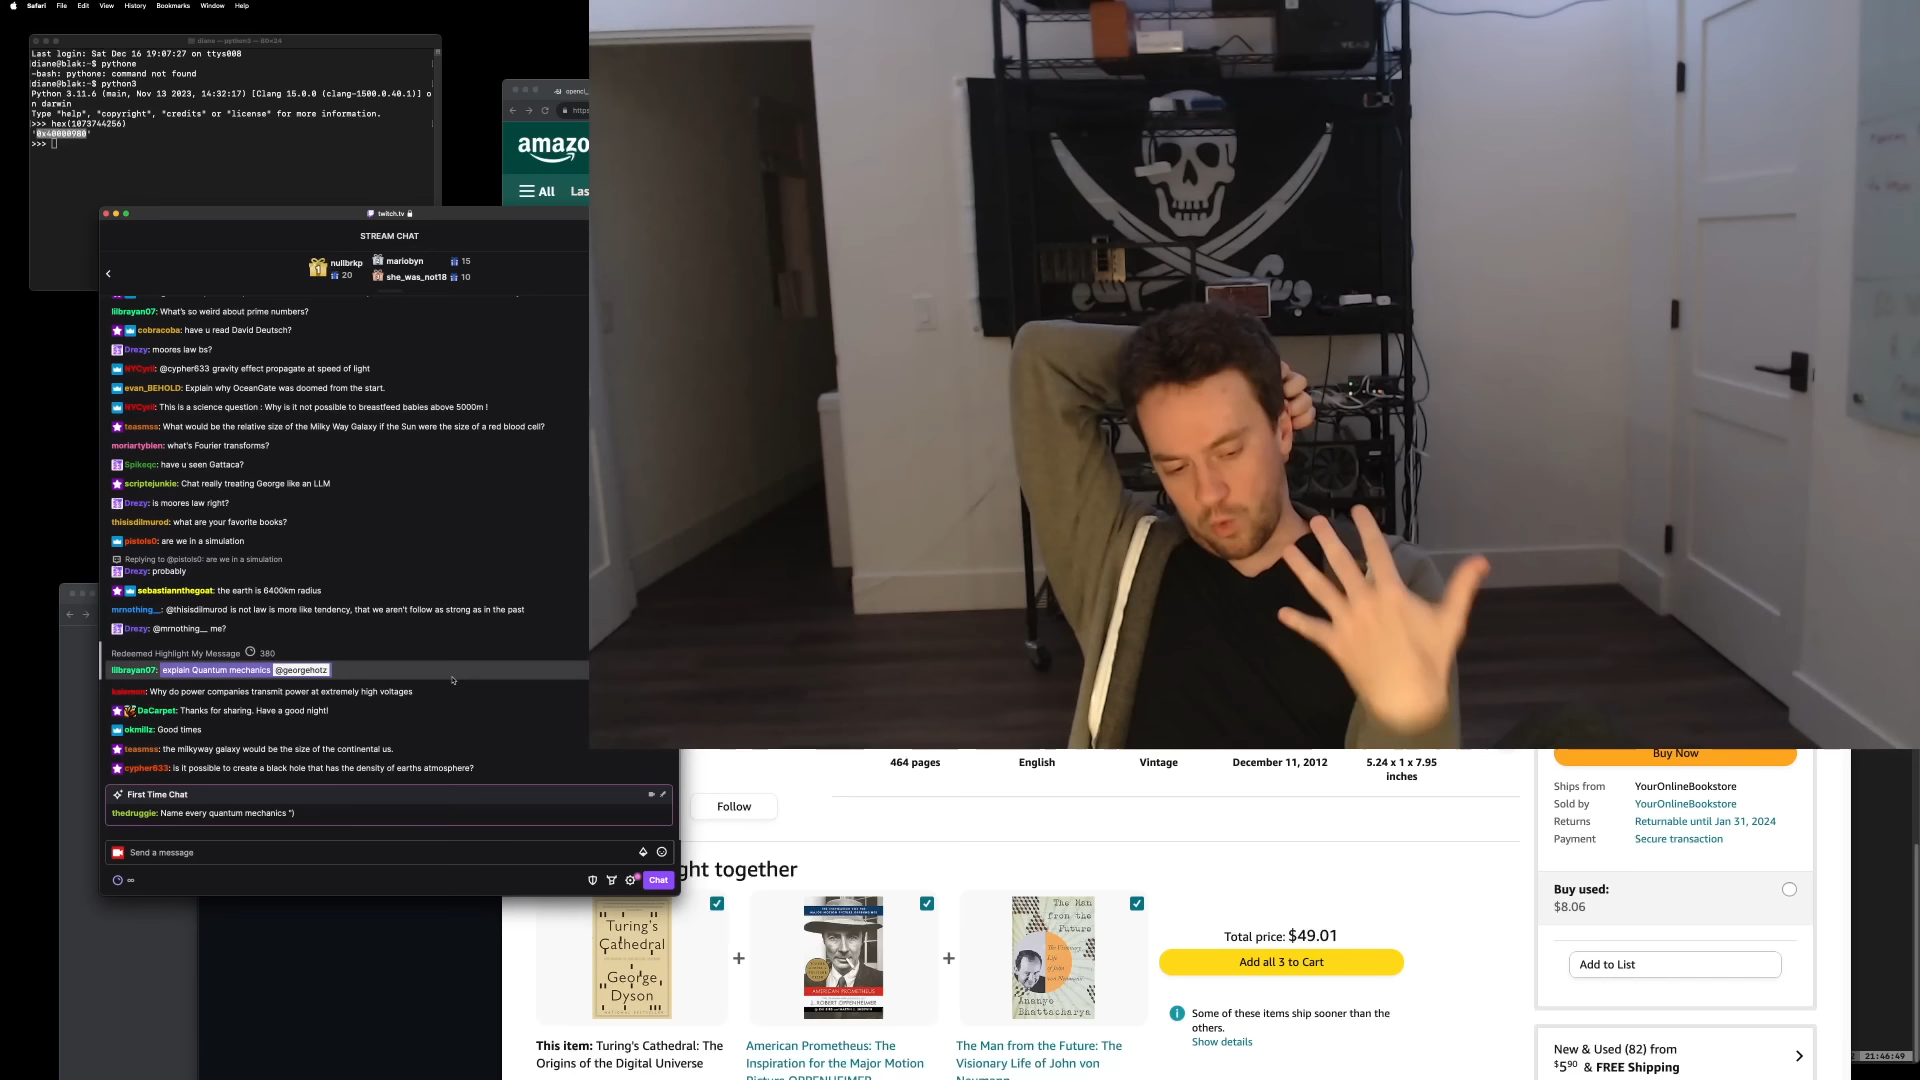 Safari File Edit View History Bookmarks Window Help
diane — python3 — 80×24
Last login: Sat Dec 16 19:07:27 on ttys008
diane@blak:~$ pythone
-bash: pythone: command not found
diane@blak:~$ python3
Python 3.11.6 (main, Nov 13 2023, 14:32:17) [Clang 15.0.0 (clang-1500.0.40.1)] o
n darwin
Type "help", "copyright", "credits" or "license" for more information.
>>> hex(1073744256)
'0x40000980'
>>>
opencl_
https
amazo
All Las
twitch.tv
STREAM CHAT
nullbrkp
20
mariobyn 15
she_was_not18 10
lilbrayan07: What's so weird about prime numbers?
cobracoba: have u read David Deutsch?
Drezy: moores law bs?
NYCyril: @cypher633 gravity effect propagate at speed of light
evan_BEHOLD: Explain why OceanGate was doomed from the start.
NYCyril: This is a science question : Why is it not possible to breastfeed babies above 5000m !
teasmss: What would be the relative size of the Milky Way Galaxy if the Sun were the size of a red blood cell?
moriartyblen: what's Fourier transforms?
Spikeqc: have u seen Gattaca?
scriptejunkie: Chat really treating George like an LLM
Drezy: is moores law right?
thisisdilmurod: what are your favorite books?
pistols0: are we in a simulation
Replying to @pistols0: are we in a simulation
Drezy: probably
sebastiannthegoat: the earth is 6400km radius
mrnothing__: @thisisdilmurod is not law is more like tendency, that we aren't follow as strong as in the past
Drezy: @mrnothing__ me?
Redeemed Highlight My Message 380
lilbrayan07: explain Quantum mechanics @georgehotz
Why do power companies transmit power at extremely high voltages
DaCarpet: Thanks for sharing. Have a good night!
okmillz: Good times
teasmss: the milkyway galaxy would be the size of the continental us.
cypher633: is it possible to create a black hole that has the density of earths atmosphere?
First Time Chat
thedruggie: Name every quantum mechanics ")
Send a message
∞
Chat
464 pages English Vintage December 11, 2012 5.24 x 1 x 7.95
inches
Follow
ght together
Turing's
Cathedral
George
Dyson
AMERICAN PROMETHEUS
J. ROBERT OPPENHEIMER
The Man
from the
Future
Ananyo
Bhattacharya
Total price: $49.01
Add all 3 to Cart
Some of these items ship sooner than the
others.
Show details
This item: Turing's Cathedral: The
Origins of the Digital Universe
American Prometheus: The
Inspiration for the Major Motion
Picture OPPENHEIMER
The Man from the Future: The
Visionary Life of John von
Neumann
Buy Now
Ships from YourOnlineBookstore
Sold by YourOnlineBookstore
Returns Returnable until Jan 31, 2024
Payment Secure transaction
Buy used:
$8.06
Add to List
New & Used (82) from
$5.90 & FREE Shipping
21:46:49